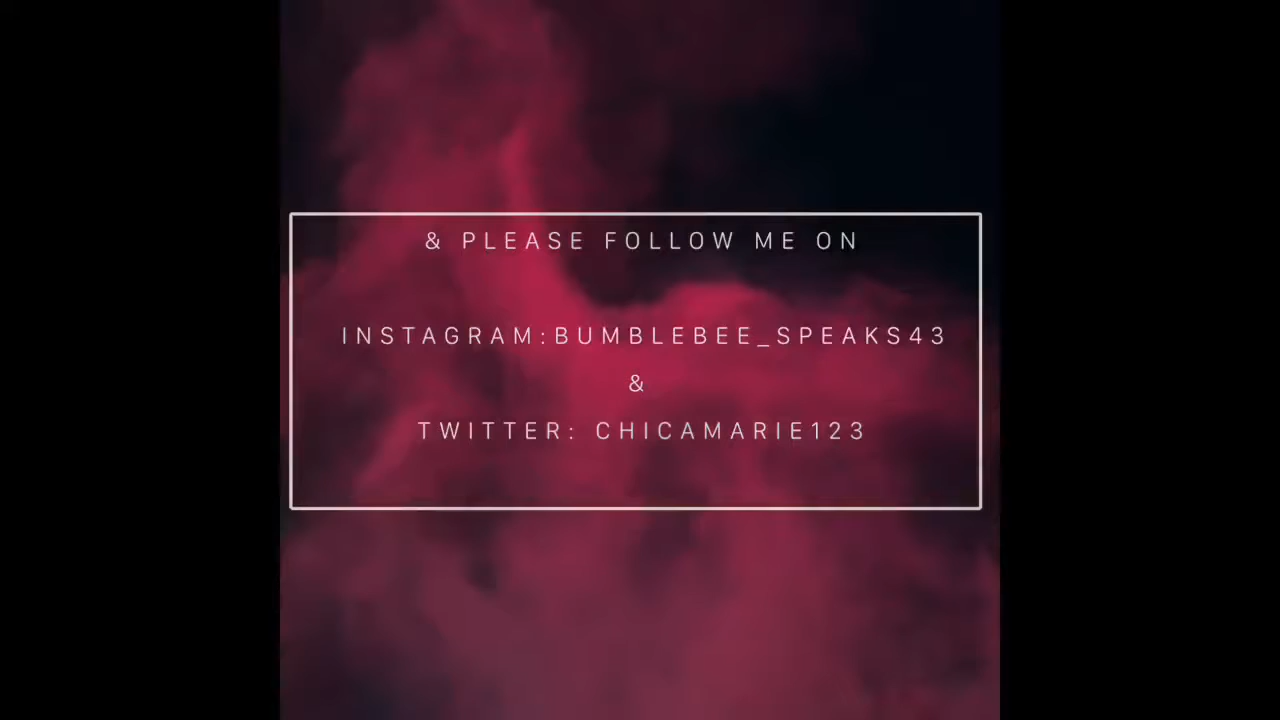 & PLEASE FOLLOW ME ON
INSTAGRAM:BUMBLEBEE_SPEAKS43
&
TWITTER: CHICAMARIE123